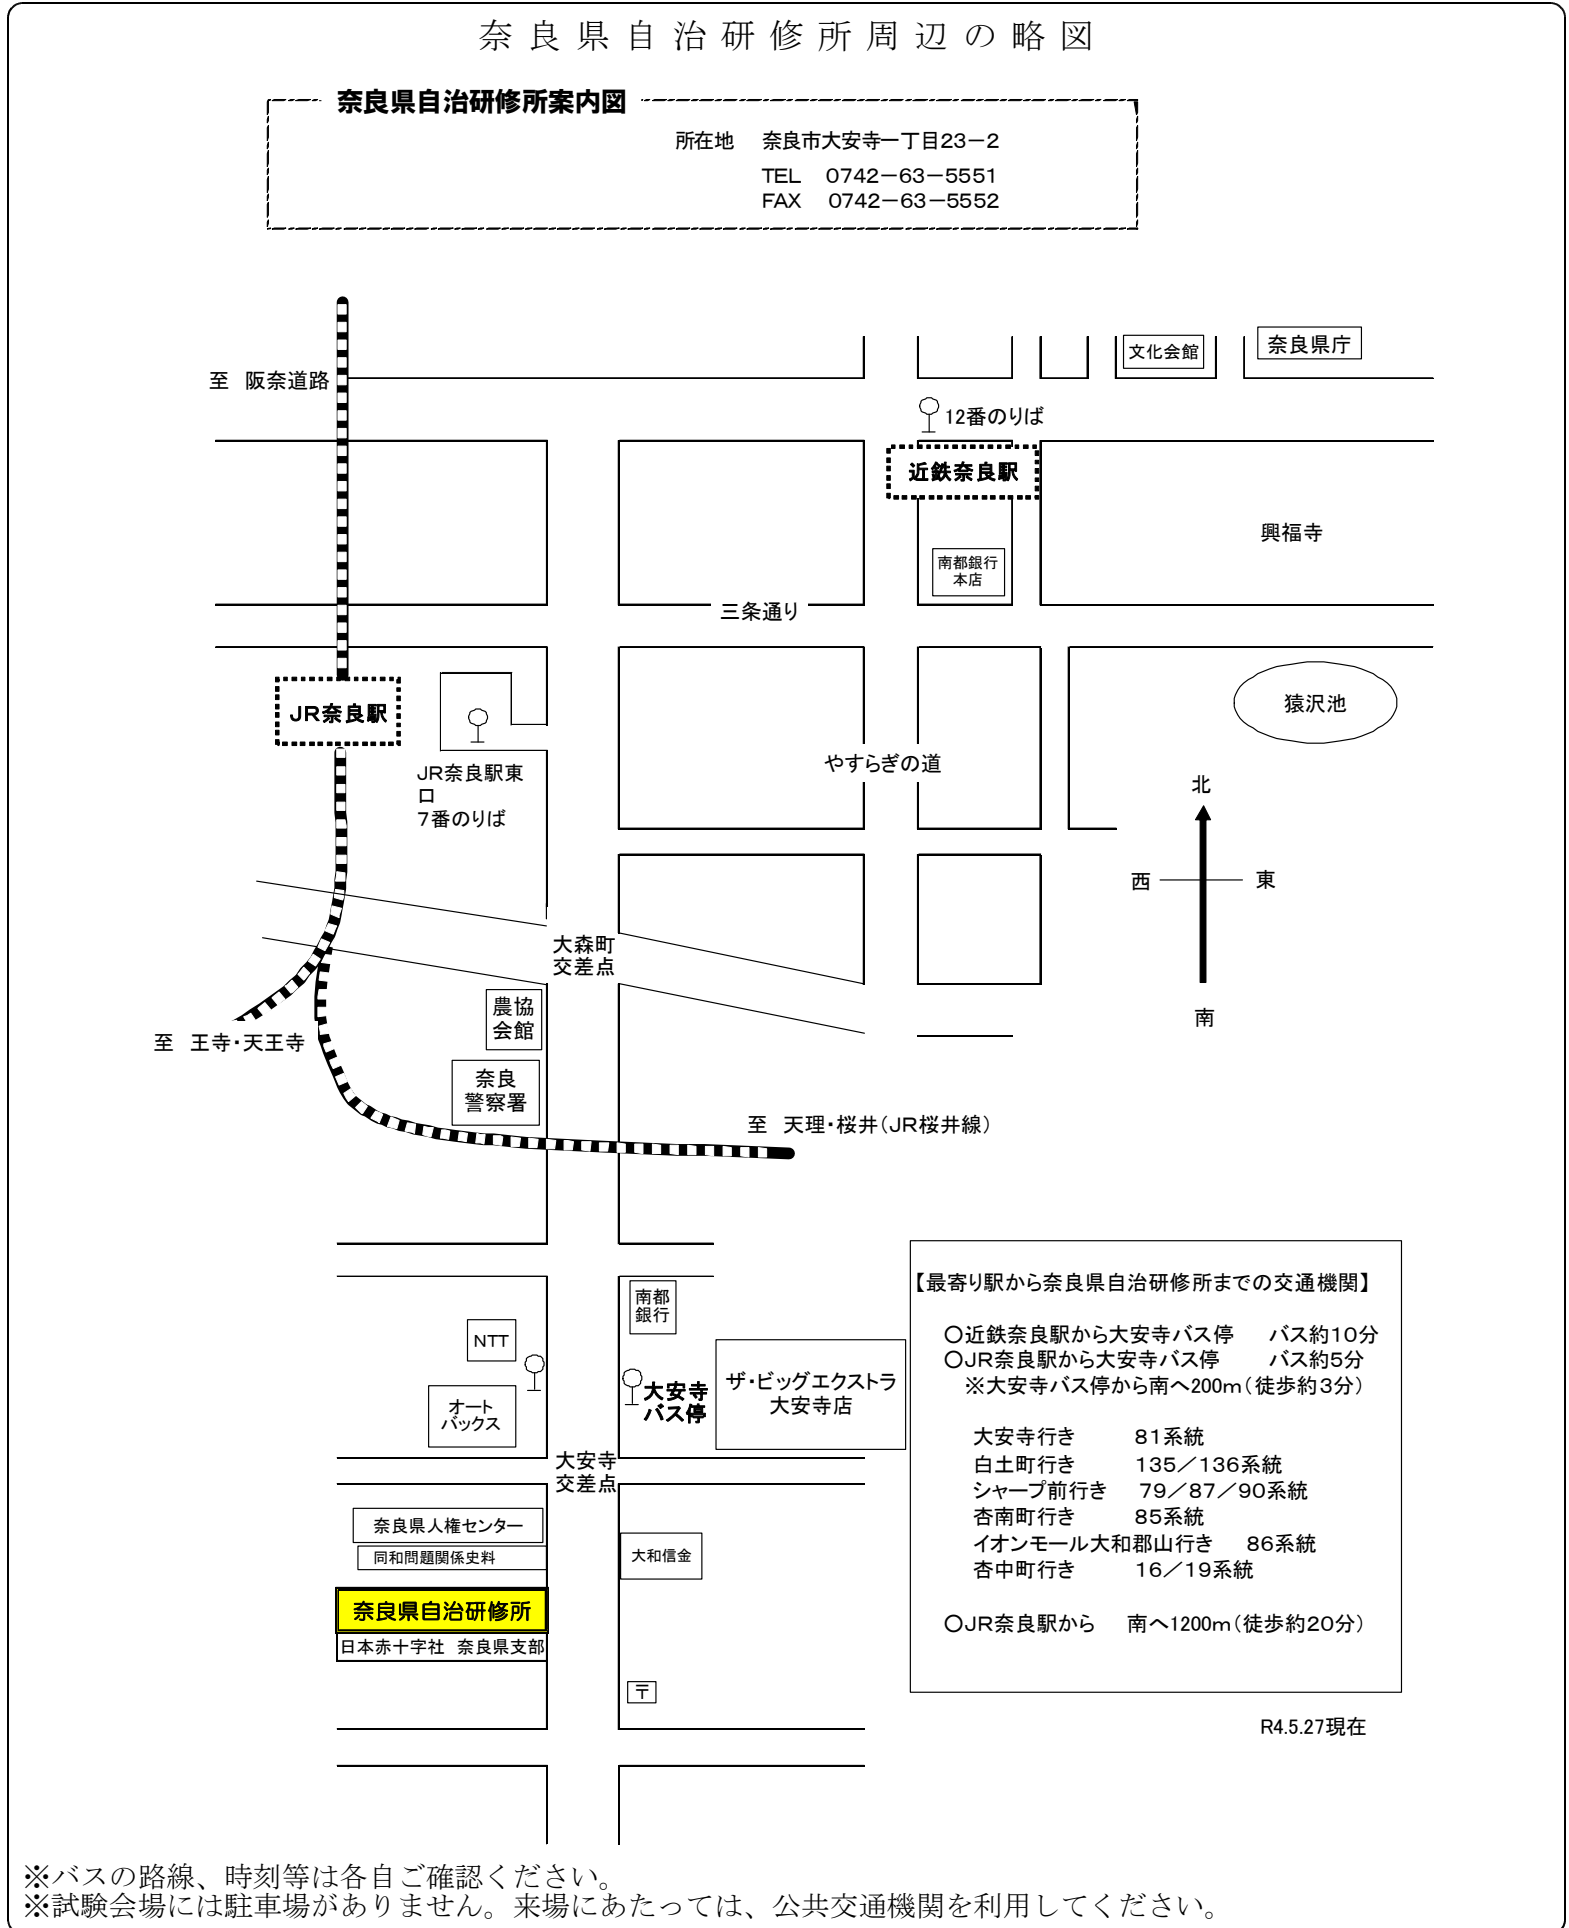 奈良県自治研修所周辺の略図
奈良県自治研修所案内図
所在地 奈良市大安寺一丁目23－2
TEL 0742－63－5551
FAX 0742－63－5552
文化会館
奈良県庁
至 阪奈道路
12番のりば
近鉄奈良駅
興福寺
南都銀行
本店
三条通り
JR奈良駅
猿沢池
やすらぎの道
JR奈良駅東
口
7番のりば
北
西
東
南
大森町
交差点
農協
会館
至 王寺・天王寺
奈良
警察署
至 天理・桜井（JR桜井線）
南都
銀行
NTT
オート
バックス
大安寺
バス停
ザ・ビッグエクストラ
大安寺店
大安寺
交差点
奈良県人権センター
同和問題関係史料
大和信金
奈良県自治研修所
日本赤十字社 奈良県支部
〒
【最寄り駅から奈良県自治研修所までの交通機関】
○近鉄奈良駅から大安寺バス停 バス約10分
○JR奈良駅から大安寺バス停 バス約5分
※大安寺バス停から南へ200m（徒歩約3分）
大安寺行き 81系統
白土町行き 135／136系統
シャープ前行き 79／87／90系統
杏南町行き 85系統
イオンモール大和郡山行き 86系統
杏中町行き 16／19系統
○JR奈良駅から 南へ1200m（徒歩約20分）
R4.5.27現在
※バスの路線、時刻等は各自ご確認ください。
※試験会場には駐車場がありません。来場にあたっては、公共交通機関を利用してください。